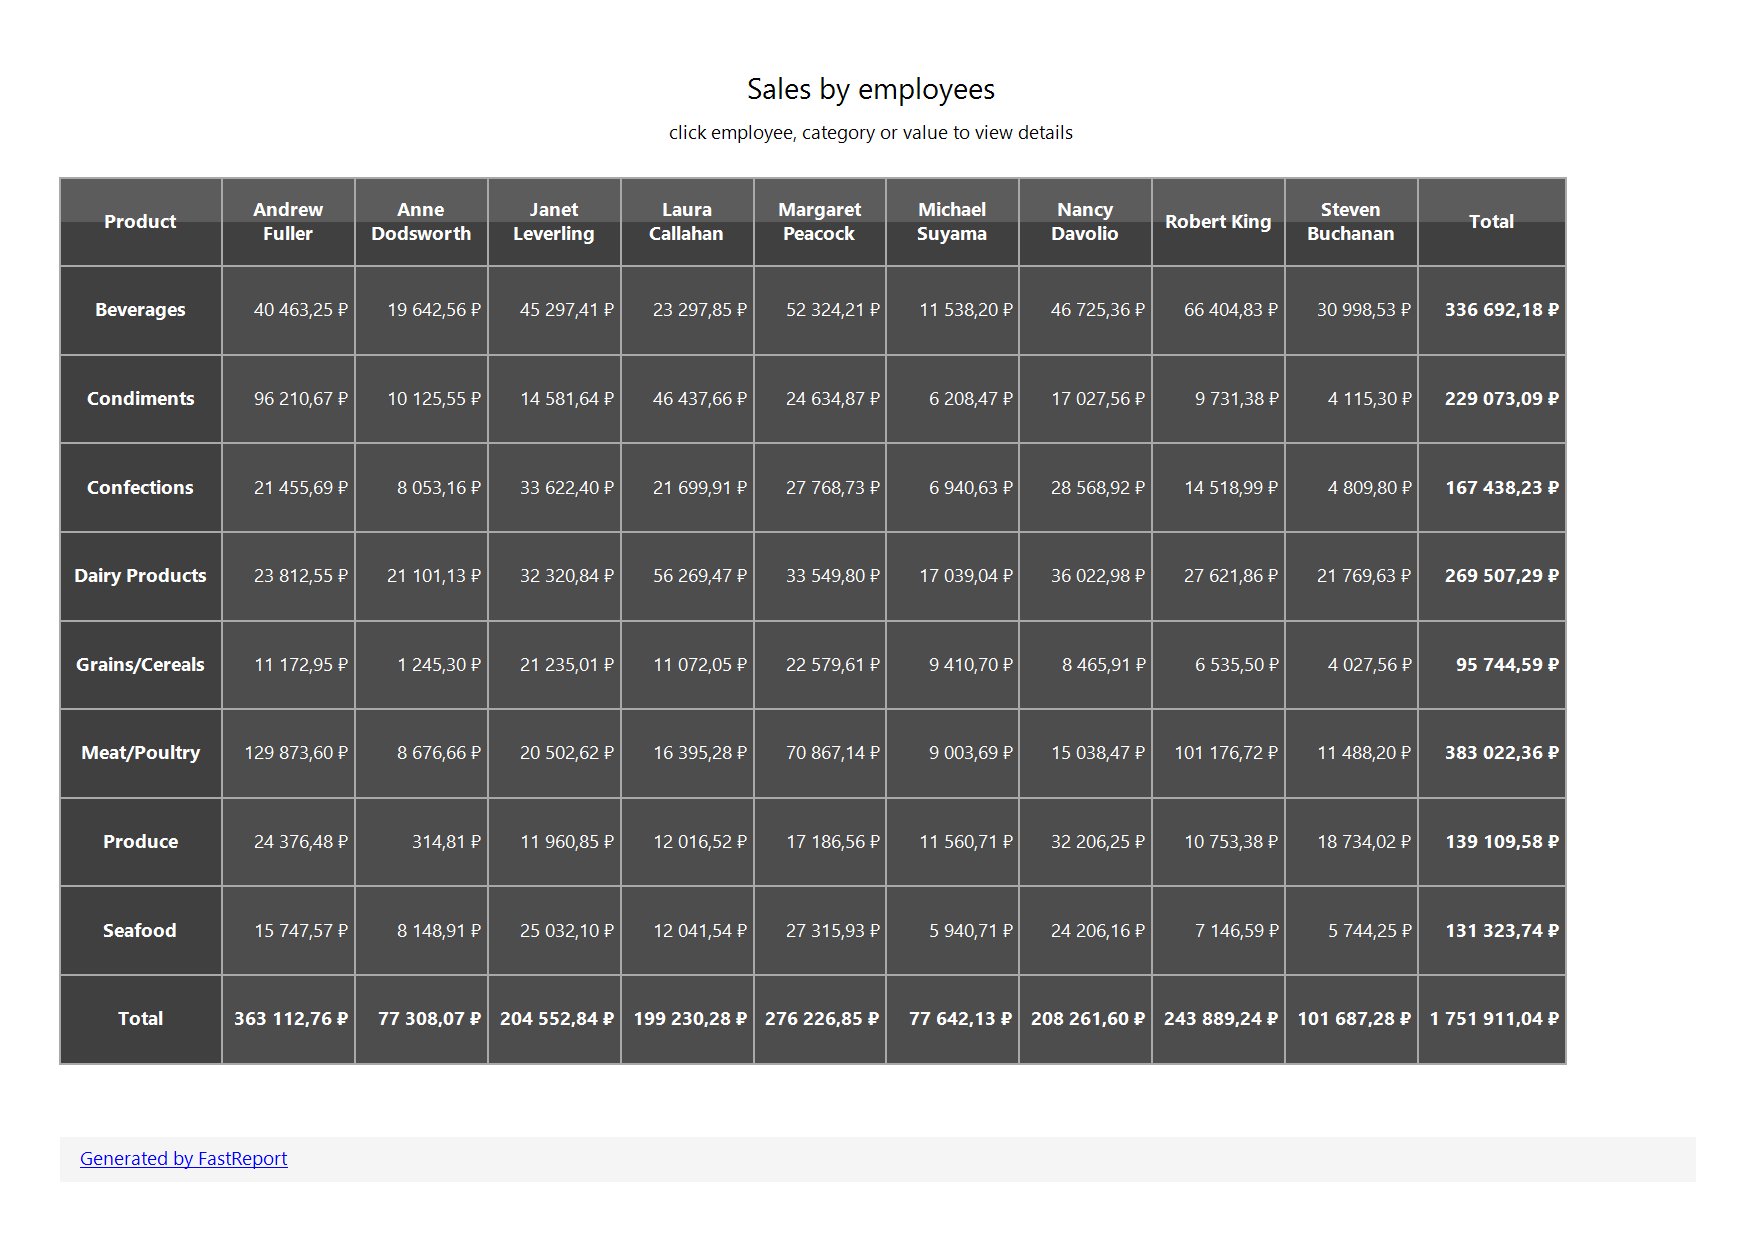 Sales by employees
click employee, category or value to view details
Product Andrew Fuller Anne Dodsworth Janet Leverling Laura Callahan Margaret Peacock Michael Suyama Nancy Davolio Robert King Steven Buchanan Total
Beverages 40 463,25 ₽ 19 642,56 ₽ 45 297,41 ₽ 23 297,85 ₽ 52 324,21 ₽ 11 538,20 ₽ 46 725,36 ₽ 66 404,83 ₽ 30 998,53 ₽ 336 692,18 ₽
Condiments 96 210,67 ₽ 10 125,55 ₽ 14 581,64 ₽ 46 437,66 ₽ 24 634,87 ₽ 6 208,47 ₽ 17 027,56 ₽ 9 731,38 ₽ 4 115,30 ₽ 229 073,09 ₽
Confections 21 455,69 ₽ 8 053,16 ₽ 33 622,40 ₽ 21 699,91 ₽ 27 768,73 ₽ 6 940,63 ₽ 28 568,92 ₽ 14 518,99 ₽ 4 809,80 ₽ 167 438,23 ₽
Dairy Products 23 812,55 ₽ 21 101,13 ₽ 32 320,84 ₽ 56 269,47 ₽ 33 549,80 ₽ 17 039,04 ₽ 36 022,98 ₽ 27 621,86 ₽ 21 769,63 ₽ 269 507,29 ₽
Grains/Cereals 11 172,95 ₽ 1 245,30 ₽ 21 235,01 ₽ 11 072,05 ₽ 22 579,61 ₽ 9 410,70 ₽ 8 465,91 ₽ 6 535,50 ₽ 4 027,56 ₽ 95 744,59 ₽
Meat/Poultry 129 873,60 ₽ 8 676,66 ₽ 20 502,62 ₽ 16 395,28 ₽ 70 867,14 ₽ 9 003,69 ₽ 15 038,47 ₽ 101 176,72 ₽ 11 488,20 ₽ 383 022,36 ₽
Produce 24 376,48 ₽ 314,81 ₽ 11 960,85 ₽ 12 016,52 ₽ 17 186,56 ₽ 11 560,71 ₽ 32 206,25 ₽ 10 753,38 ₽ 18 734,02 ₽ 139 109,58 ₽
Seafood 15 747,57 ₽ 8 148,91 ₽ 25 032,10 ₽ 12 041,54 ₽ 27 315,93 ₽ 5 940,71 ₽ 24 206,16 ₽ 7 146,59 ₽ 5 744,25 ₽ 131 323,74 ₽
Total 363 112,76 ₽ 77 308,07 ₽ 204 552,84 ₽ 199 230,28 ₽ 276 226,85 ₽ 77 642,13 ₽ 208 261,60 ₽ 243 889,24 ₽ 101 687,28 ₽ 1 751 911,04 ₽
Generated by FastReport